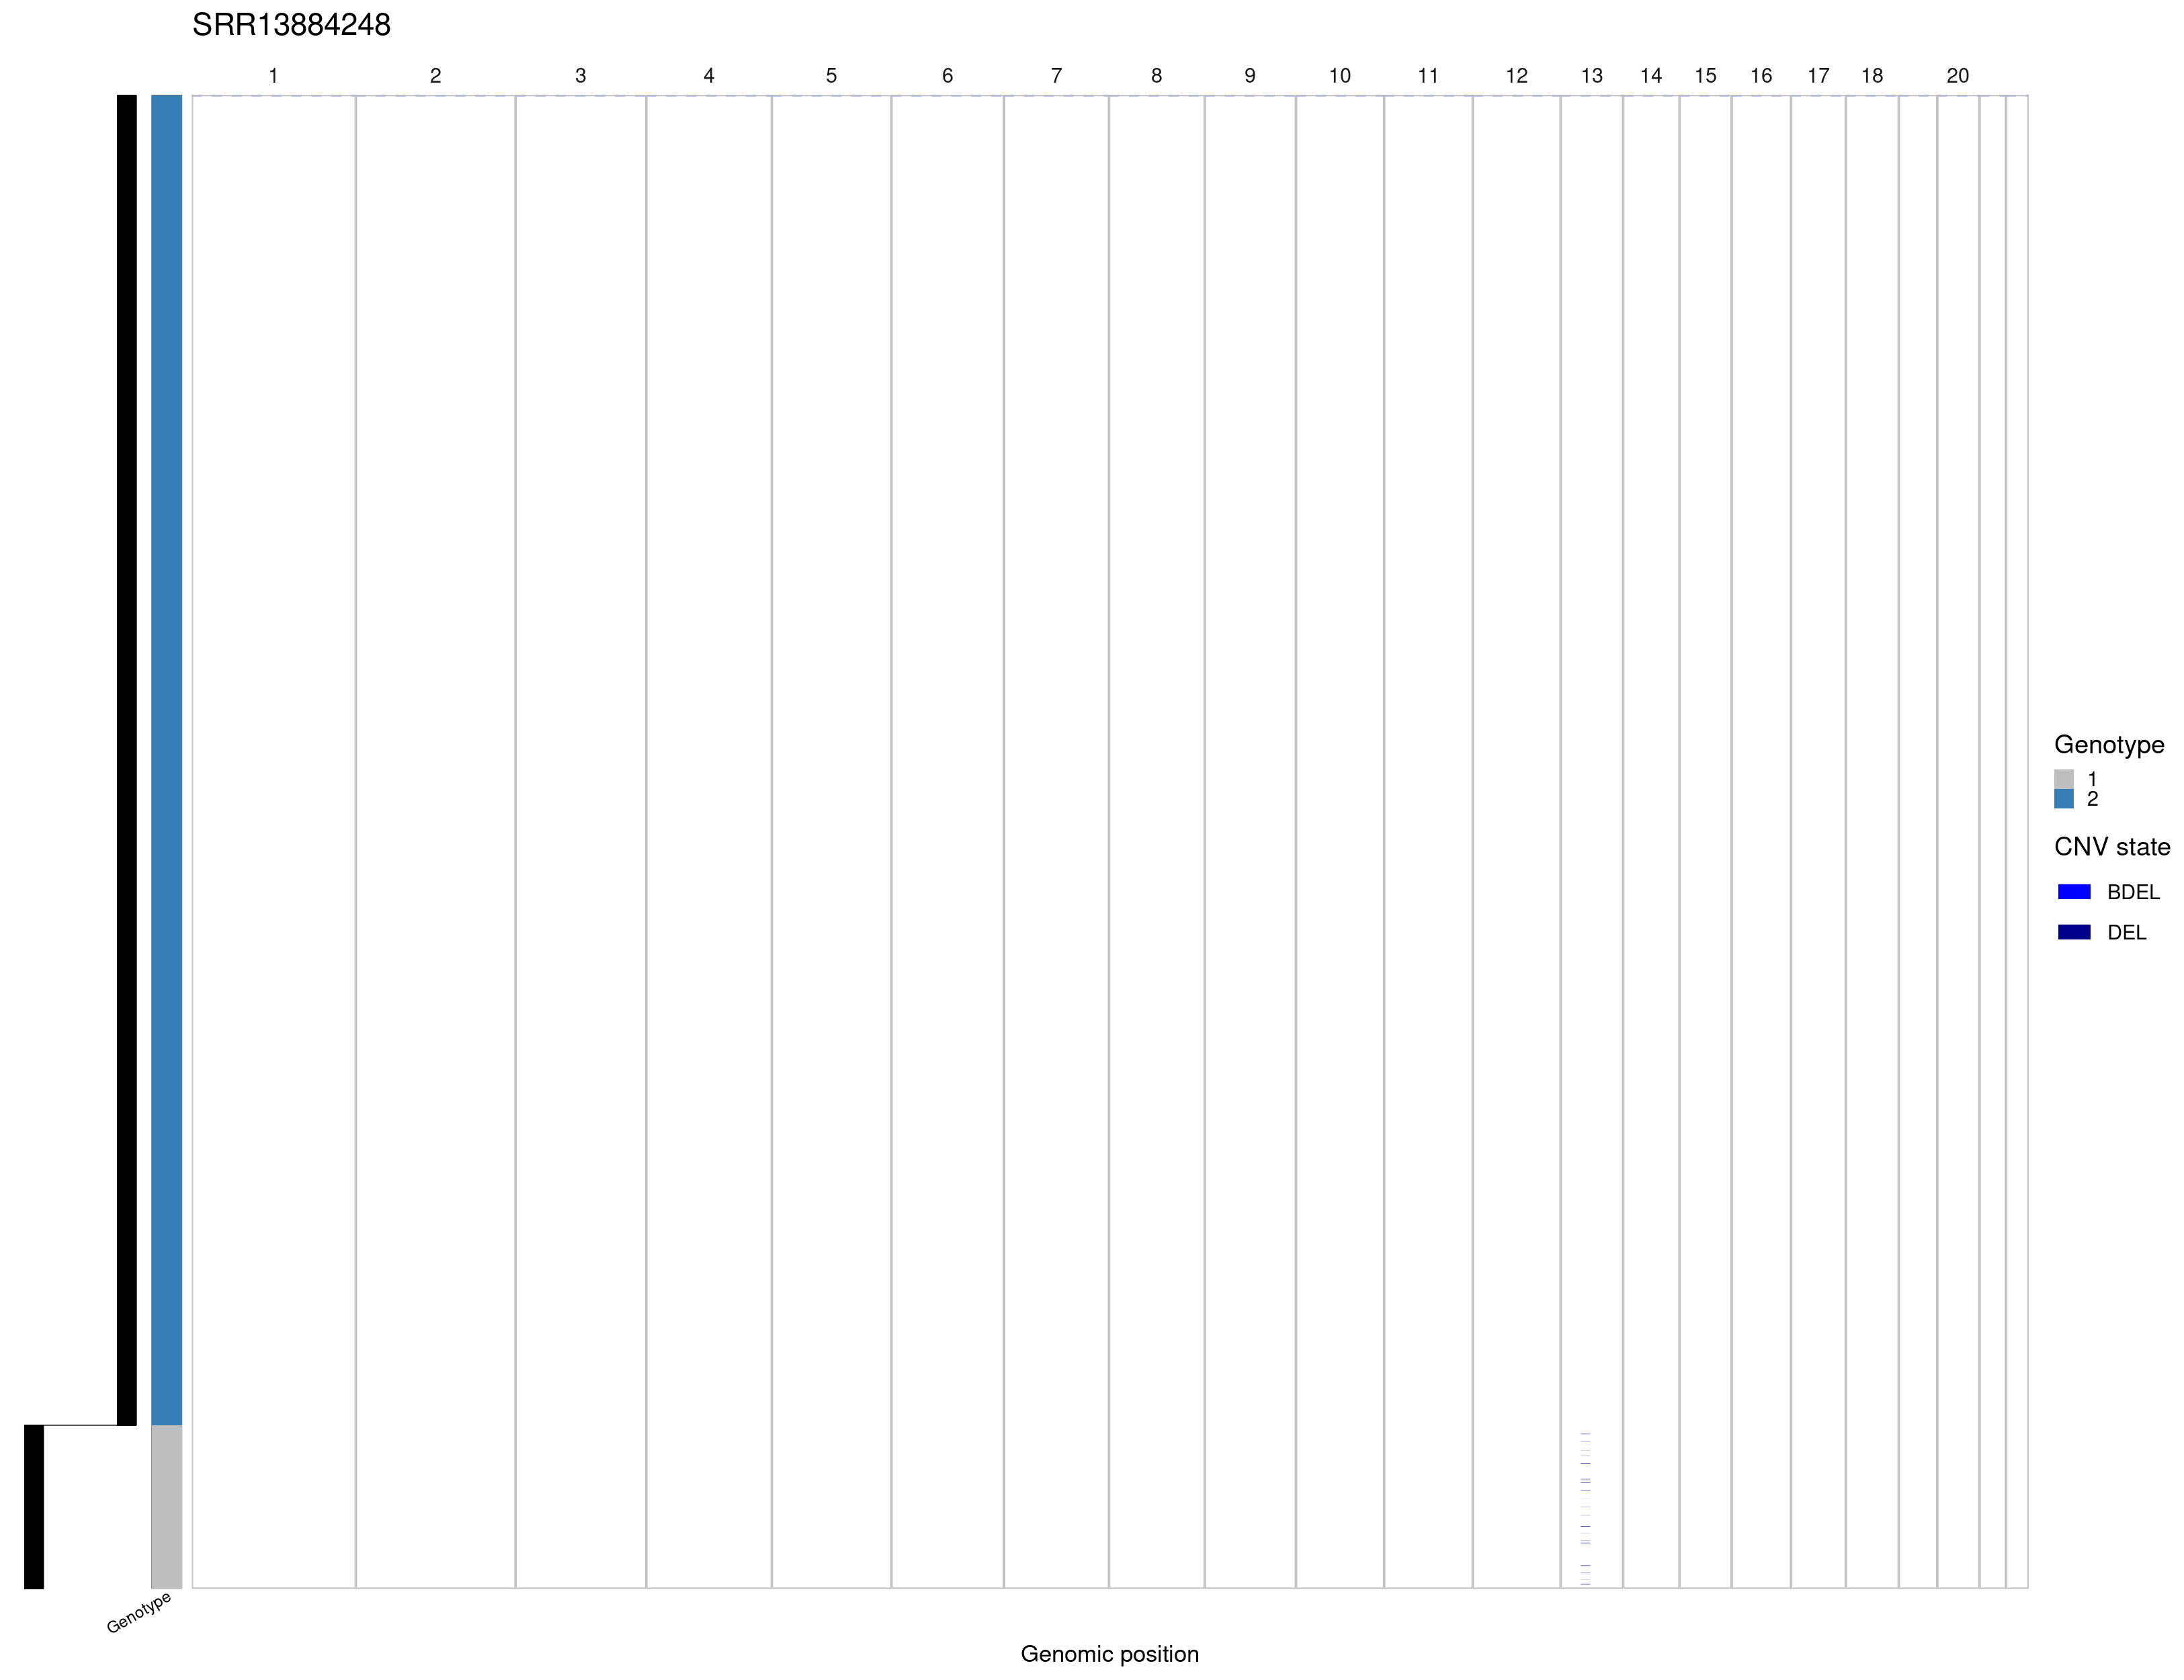 SRR13884248
1 2 3 4 5 6 7 8 9 10 11 12 13 14 15 16 17 18 20
Genotype
1
2
CNV state
BDEL
DEL
Genotype
Genomic position